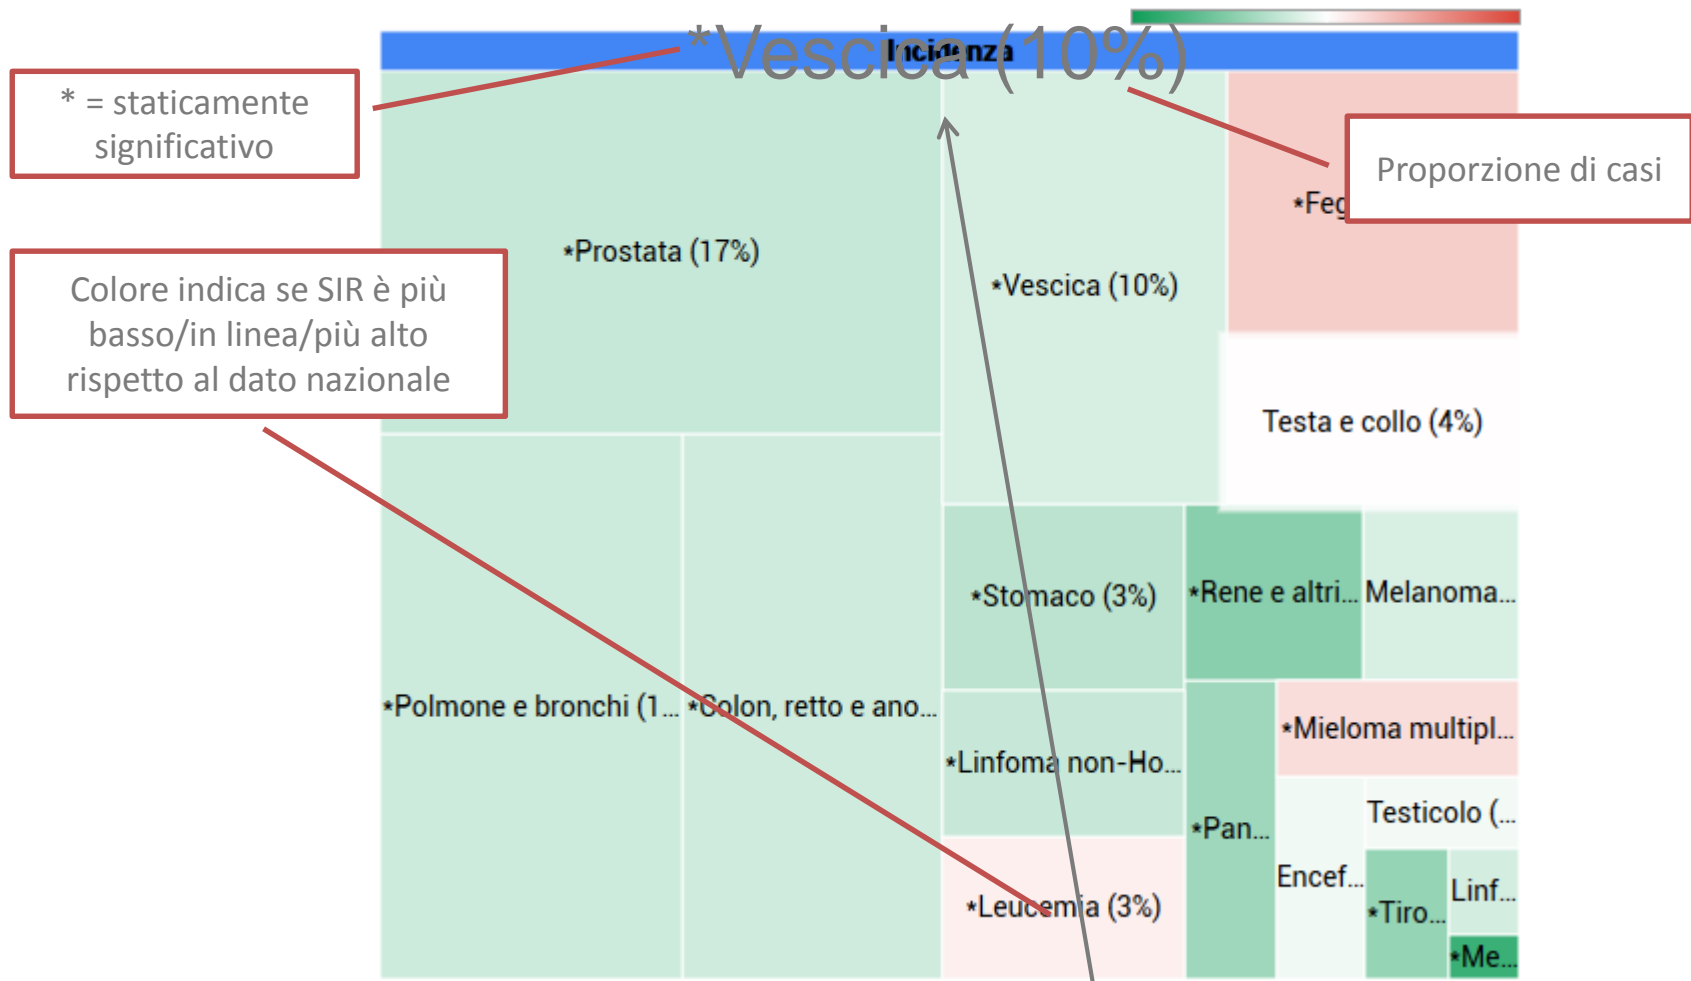 *Vescica (10%)
Incidenza
* = staticamente
significativo
Proporzione di casi
*Feg
*Prostata (17%)
*Vescica (10%)
Colore indica se SIR è più
basso/in linea/più alto
rispetto al dato nazionale
Testa e collo (4%)
*Stomaco (3%)
*Rene e altri...
Melanoma...
*Polmone e bronchi (1...
*Colon, retto e ano...
*Mieloma multipl...
*Linfoma non-Ho...
Testicolo (...
*Pan...
Encef...
Linf...
*Leucemia (3%)
*Tiro...
*Me...